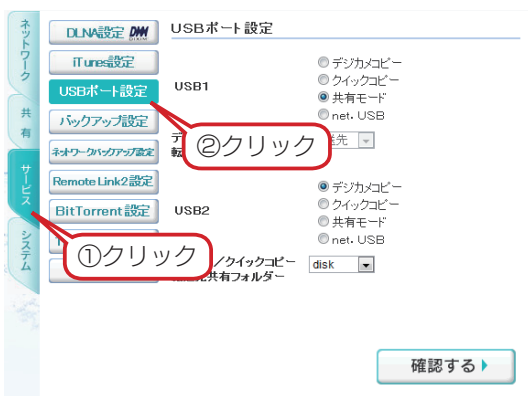 ネットワーク
共有
サービス
システム
DLNA設定
iTunes設定
USBポート設定
バックアップ設定
ネットワークバックアップ設定
RemoteLink2設定
BitTorrent設定
USBポート設定
USB1
デジカメコピー
クイックコピー
共有モード
net.USB
②クリック
USB2
デジカメコピー
クイックコピー
共有モード
net.USB
①クリック
/クイックコピー
共有フォルダー
disk
確認する